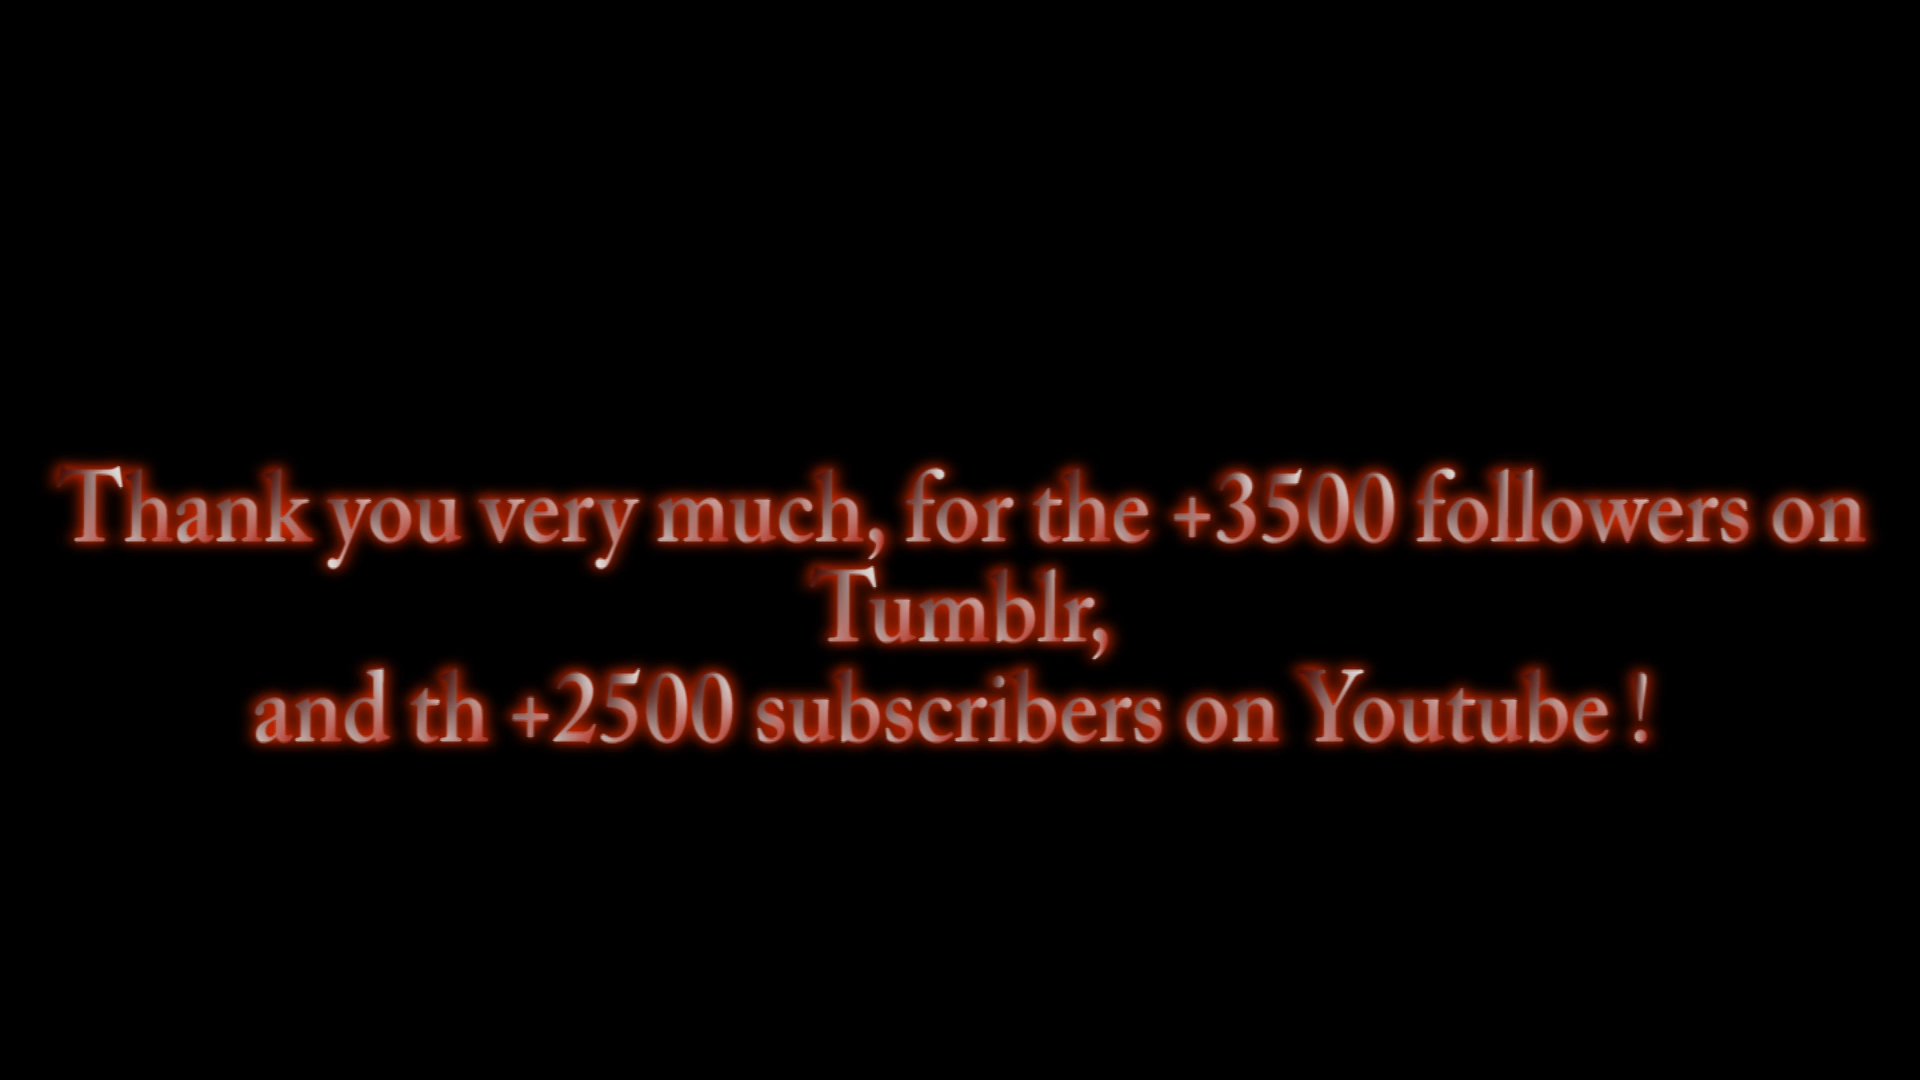 Thank you very much, for the +3500 followers on
Tumblr,
and th +2500 subscribers on Youtube !